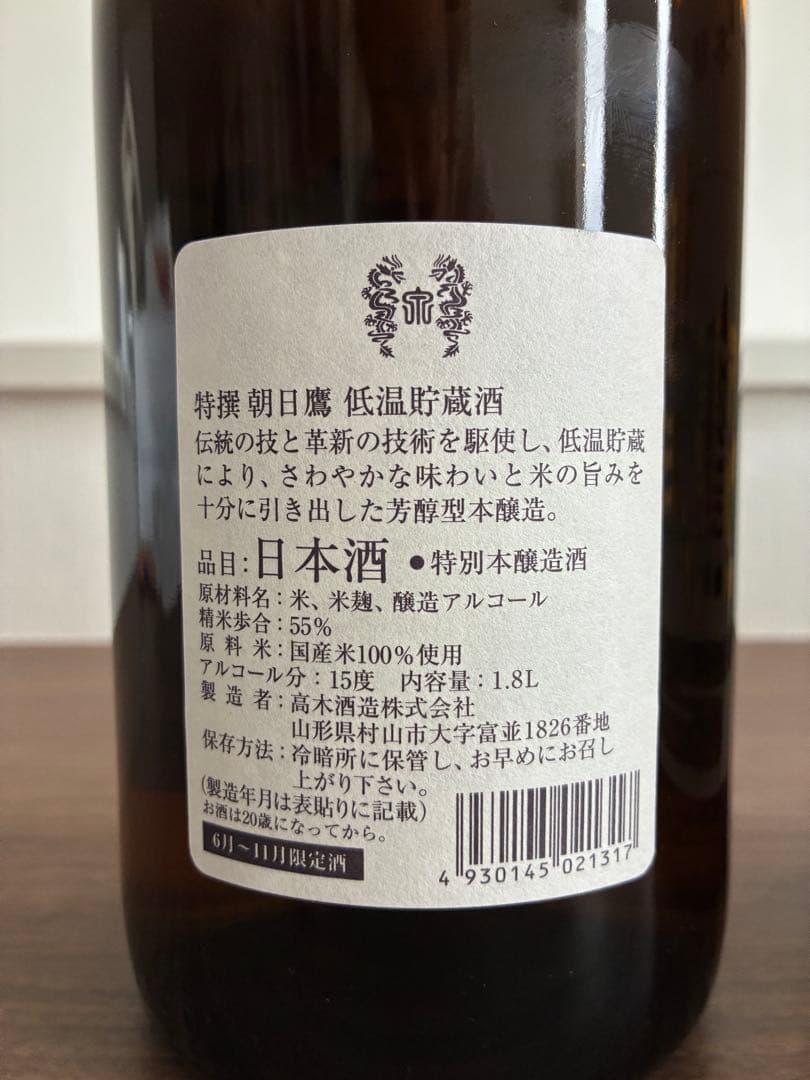 特撰 朝日鷹 低温貯蔵酒
伝統の技と革新の技術を駆使し、低温貯蔵
により、さわやかな味わいと米の旨みを
十分に引き出した芳醇型本醸造。
品目：日本酒 ●特別本醸造酒
原材料名：米、米麹、醸造アルコール
精米歩合：55％
原料米：国産米100％使用
アルコール分：15度 内容量：1.8L
製造者：高木酒造株式会社
山形県村山市大字富並1826番地
保存方法：冷暗所に保管し、お早めにお召し
上がり下さい。
(製造年月は表貼りに記載)
お酒は20歳になってから。
6月〜11月限定酒
4 930145 021317